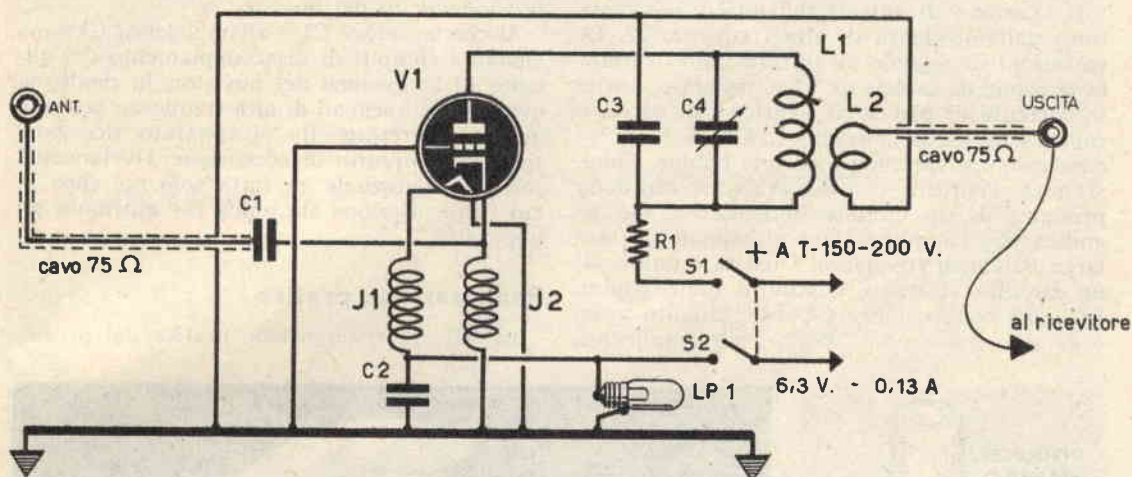 ANT.
cavo 75 Ω
C1
V1
J1
J2
C2
C3
C4
R1
L1
L2
USCITA
cavo 75 Ω
S1
+ A T-150-200 V.
S2
6,3 V. - 0,13 A
LP 1
al ricevitore